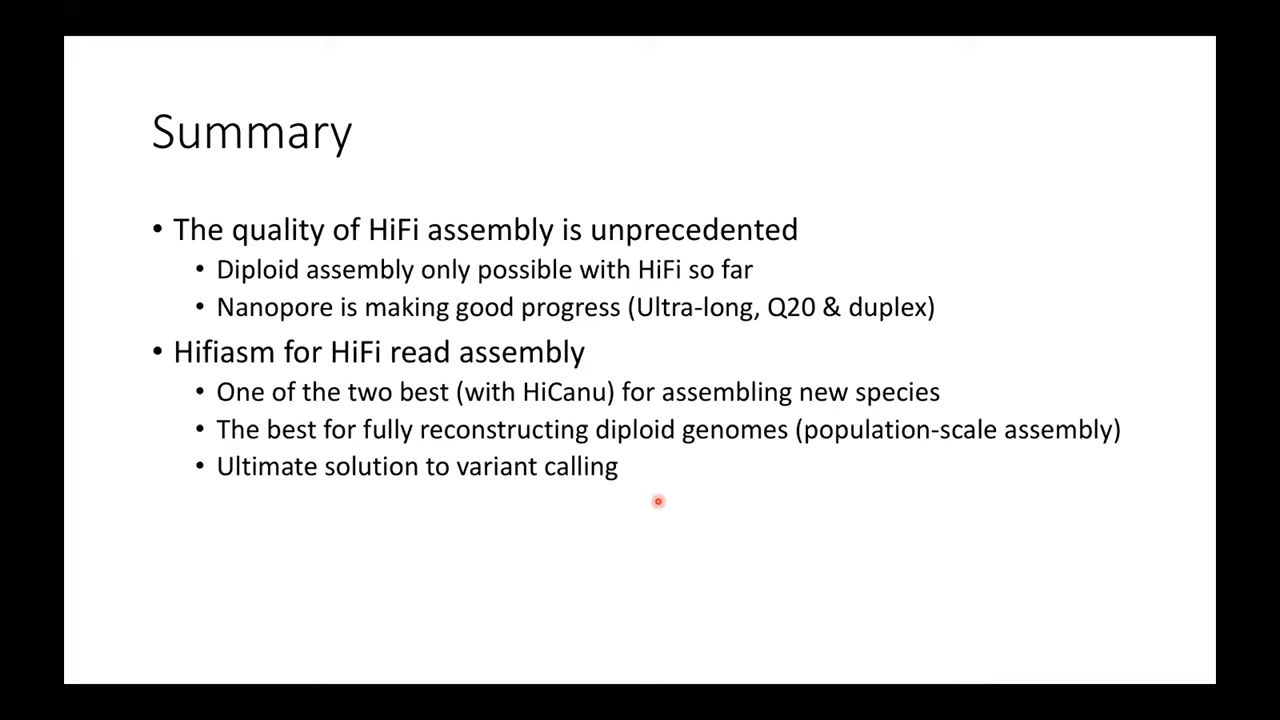 Summary
• The quality of HiFi assembly is unprecedented
• Diploid assembly only possible with HiFi so far
• Nanopore is making good progress (Ultra-long, Q20 & duplex)
• Hifiasm for HiFi read assembly
• One of the two best (with HiCanu) for assembling new species
• The best for fully reconstructing diploid genomes (population-scale assembly)
• Ultimate solution to variant calling